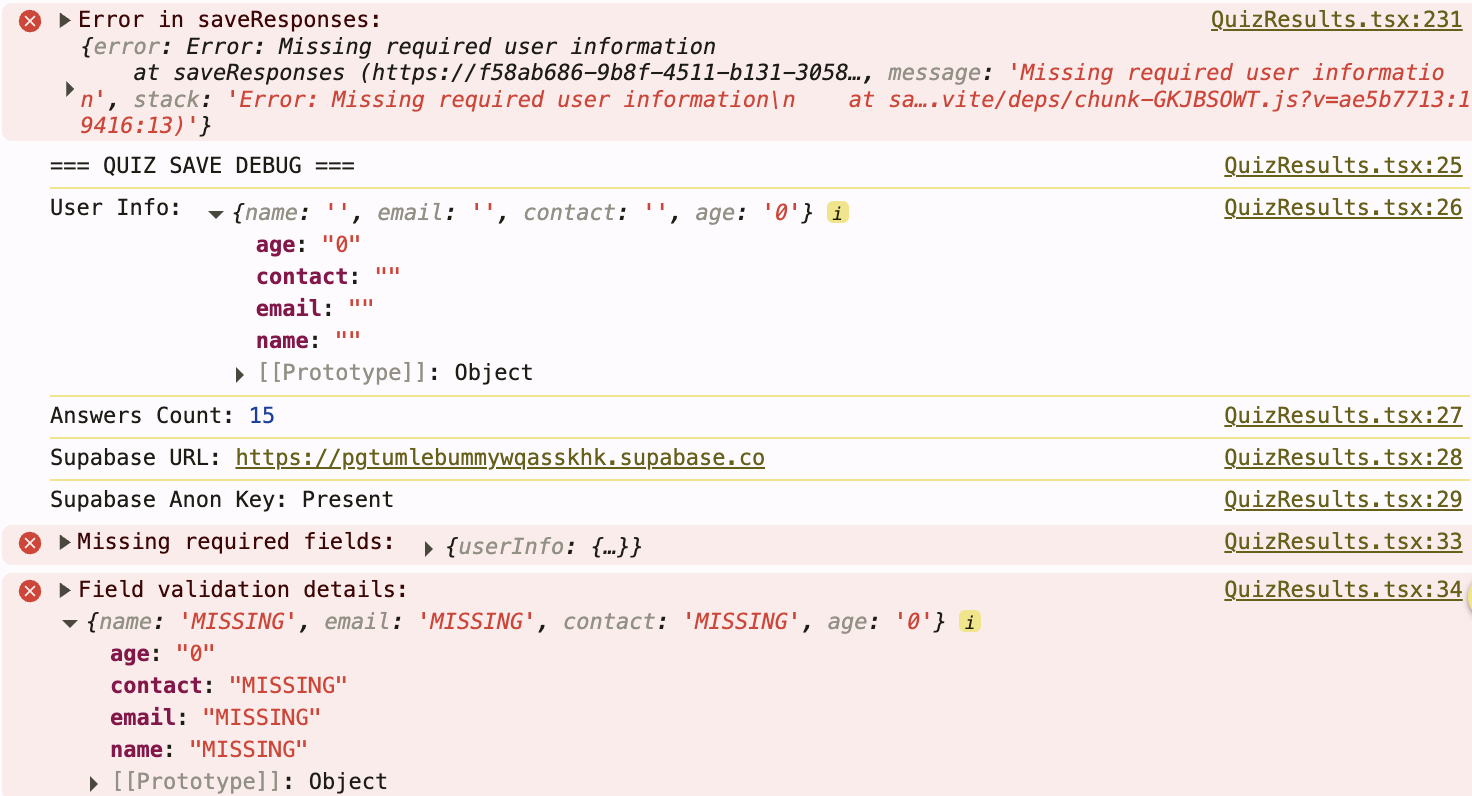 Error in saveResponses: QuizResults.tsx:231
{error: Error: Missing required user information
at saveResponses (https://f58ab686-9b8f-4511-b131-3058…, message: 'Missing required user informatio
n', stack: 'Error: Missing required user information\n    at sa….vite/deps/chunk-GKJBSOWT.js?v=ae5b7713:1
9416:13)'}
=== QUIZ SAVE DEBUG === QuizResults.tsx:25
User Info: {name: '', email: '', contact: '', age: '0'} i QuizResults.tsx:26
age: "0"
contact: ""
email: ""
name: ""
[[Prototype]]: Object
Answers Count: 15 QuizResults.tsx:27
Supabase URL: https://pgtumlebummywqasskhk.supabase.co QuizResults.tsx:28
Supabase Anon Key: Present QuizResults.tsx:29
Missing required fields: {userInfo: {…}} QuizResults.tsx:33
Field validation details: QuizResults.tsx:34
{name: 'MISSING', email: 'MISSING', contact: 'MISSING', age: '0'} i
age: "0"
contact: "MISSING"
email: "MISSING"
name: "MISSING"
[[Prototype]]: Object